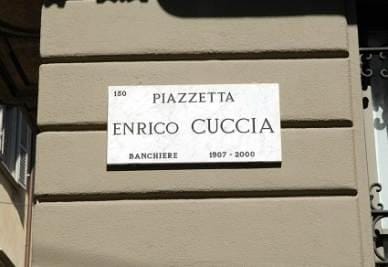 150
PIAZZETTA
ENRICO CUCCIA
BANCHIERE 1907 - 2000